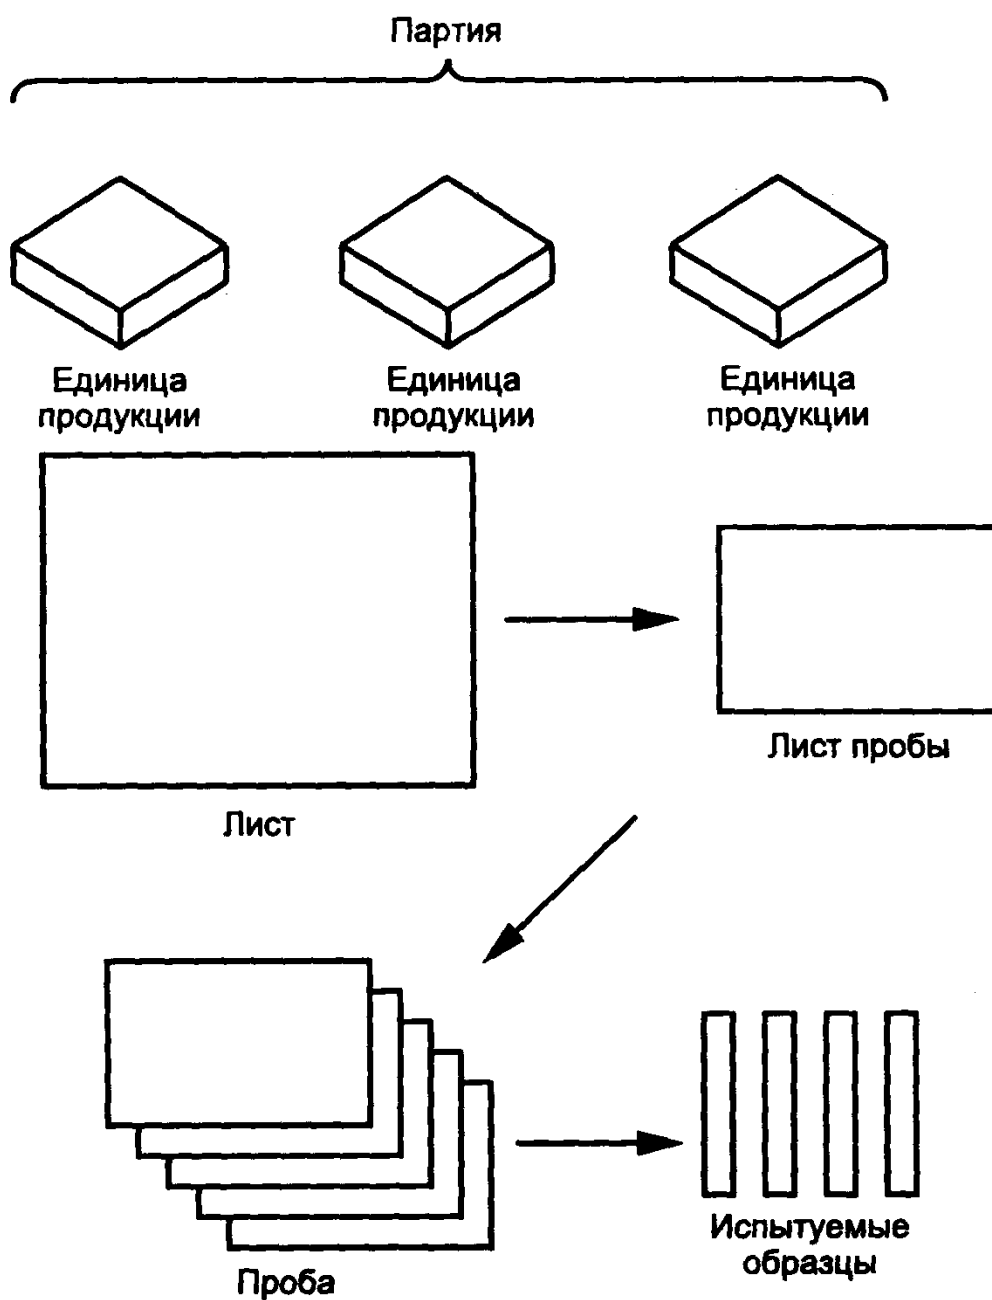 Партия
Единица
продукции
Единица
продукции
Единица
продукции
Лист пробы
Лист
Проба
Испытуемые
образцы